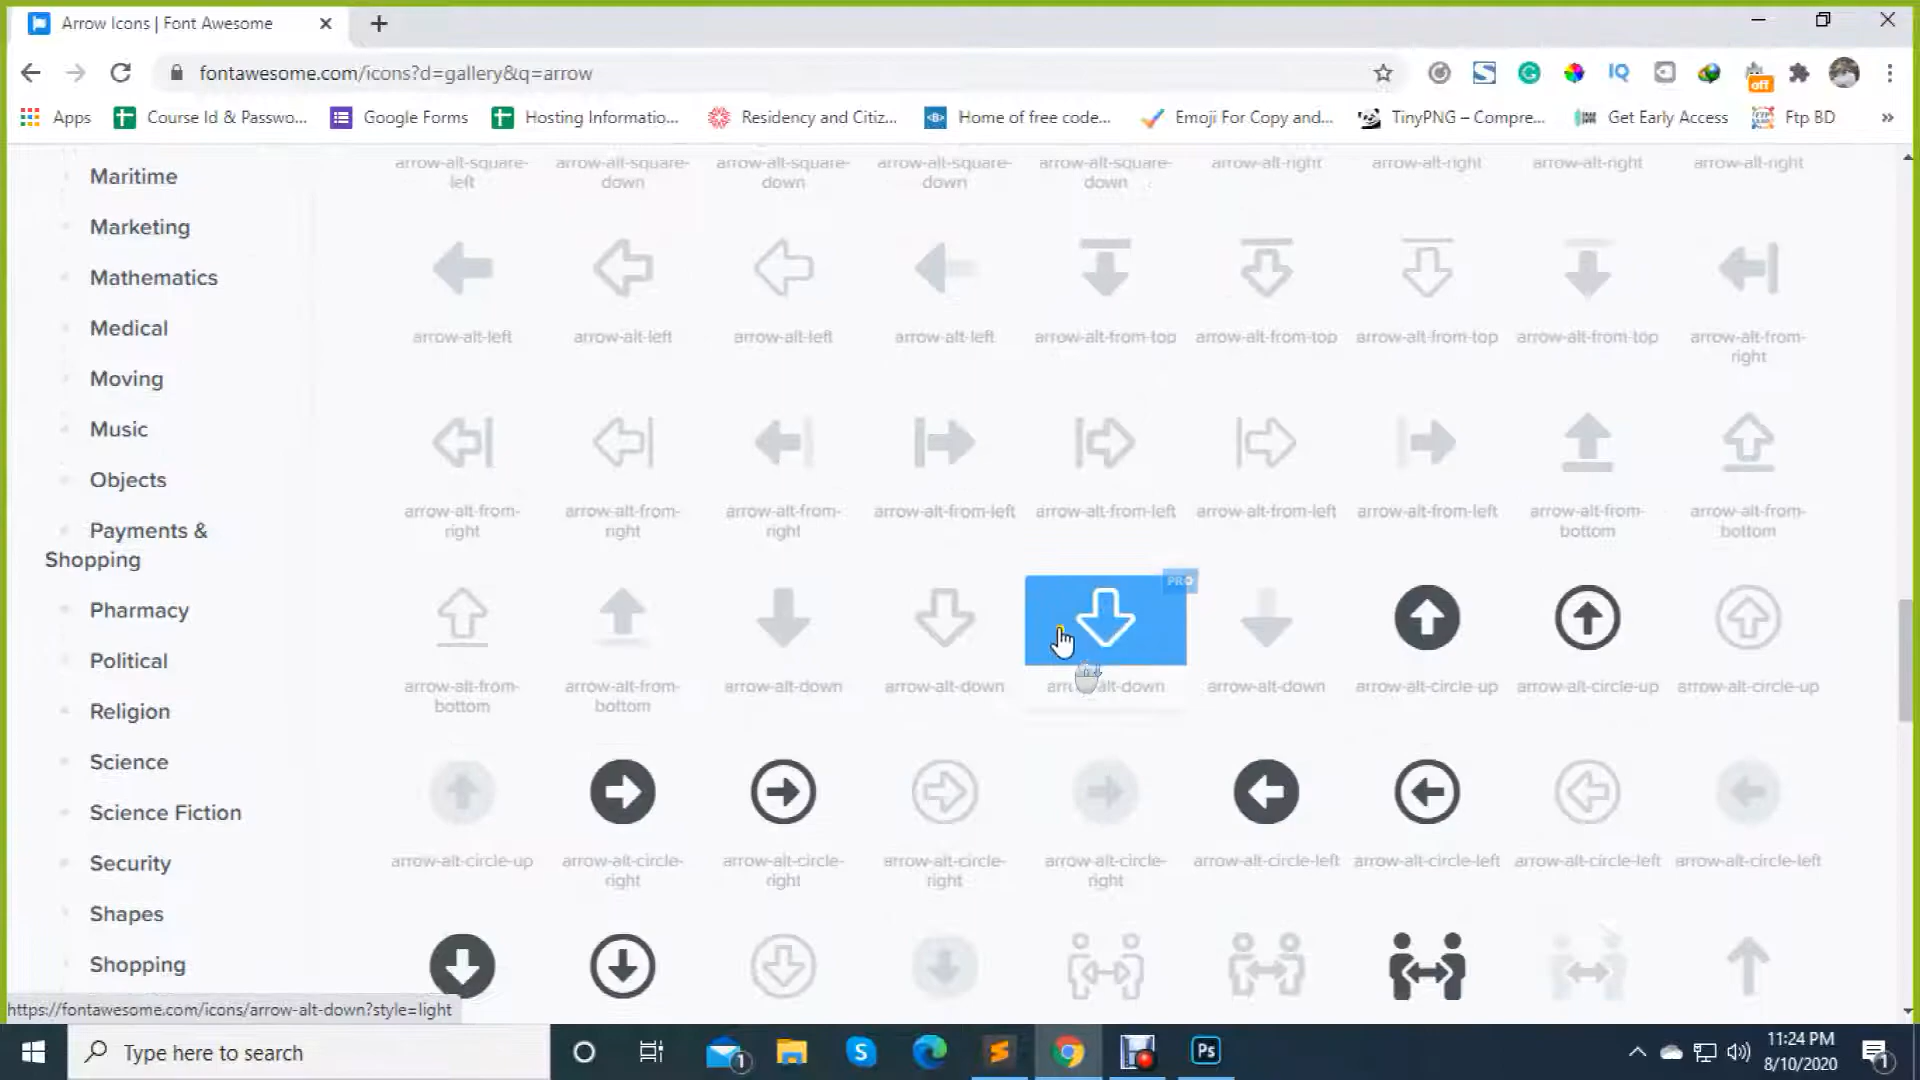 Arrow Icons | Font Awesome
fontawesome.com/icons?d=gallery&q=arrow
off
Apps
Course Id & Passwo...
Google Forms
Hosting Informatio...
Residency and Citiz...
Home of free code...
Emoji For Copy and...
TinyPNG – Compre...
Get Early Access
Ftp BD
»
Maritime
Marketing
Mathematics
Medical
Moving
Music
Objects
Payments &
Shopping
Pharmacy
Political
Religion
Science
Science Fiction
Security
Shapes
Shopping
arrow-alt-square-
left
arrow-alt-square-
down
arrow-alt-square-
down
arrow-alt-square-
down
arrow-alt-square-
down
arrow-alt-right
arrow-alt-right
arrow-alt-right
arrow-alt-right
arrow-alt-left
arrow-alt-left
arrow-alt-left
arrow-alt-left
arrow-alt-from-top
arrow-alt-from-top
arrow-alt-from-top
arrow-alt-from-top
arrow-alt-from-
right
arrow-alt-from-
right
arrow-alt-from-
right
arrow-alt-from-
right
arrow-alt-from-left
arrow-alt-from-left
arrow-alt-from-left
arrow-alt-from-left
arrow-alt-from-
bottom
arrow-alt-from-
bottom
PRO
arrow-alt-from-
bottom
arrow-alt-from-
bottom
arrow-alt-down
arrow-alt-down
arrow-alt-down
arrow-alt-down
arrow-alt-circle-up
arrow-alt-circle-up
arrow-alt-circle-up
arrow-alt-circle-up
arrow-alt-circle-
right
arrow-alt-circle-
right
arrow-alt-circle-
right
arrow-alt-circle-
right
arrow-alt-circle-left
arrow-alt-circle-left
arrow-alt-circle-left
arrow-alt-circle-left
https://fontawesome.com/icons/arrow-alt-down?style=light
Type here to search
1
Ps
11:24 PM
8/10/2020
1